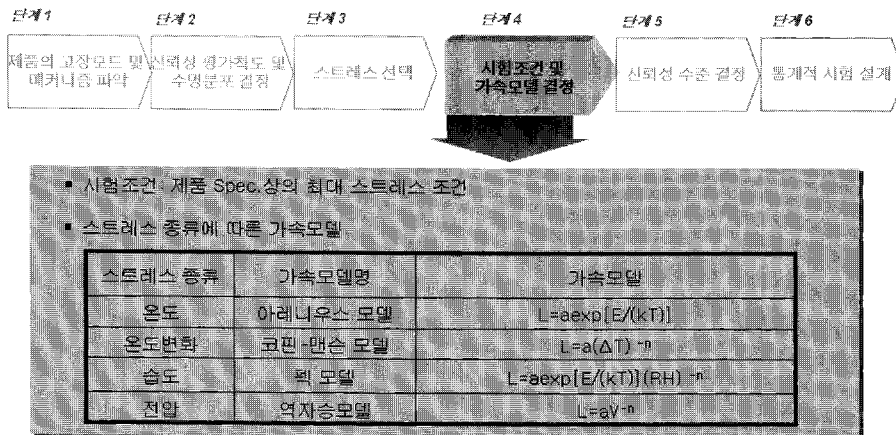 단계 1
단계 2
단계 3
단계 4
단계 5
단계 6
제품의 고장모드 및
메커니즘 파악
신뢰성 평가척도 및
수명분포 결정
스트레스 선택
시험조건 및
가속모델 결정
신뢰성 수준 결정
통계적 시험 설계
▪ 시험조건: 제품 Spec.상의 최대 스트레스 조건
▪ 스트레스 종류에 따른 가속모델
스트레스 종류 가속모델명 가속모델
온도 아레니우스 모델 L=aexp[E/(kT)]
온도변화 코핀-맨슨 모델 L=a(ΔT) -n
습도 펙 모델 L=aexp[E/(kT)](RH) -n
전압 역자승모델 L=aV-n